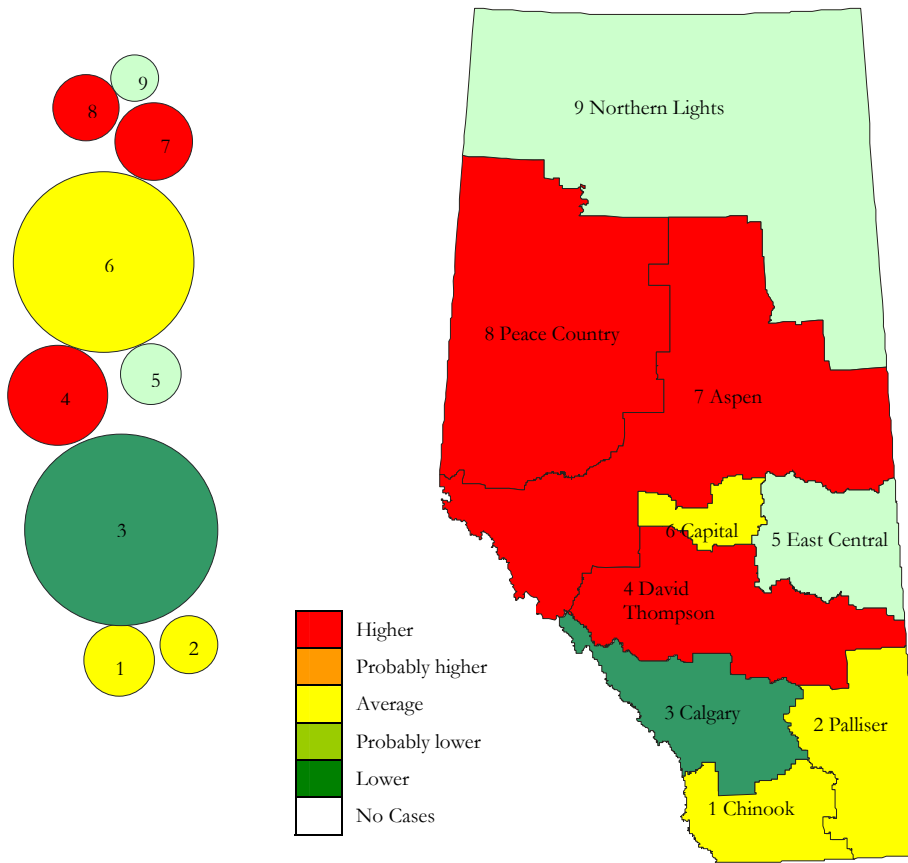 9
8
7
6
5
4
3
2
1
Higher
Probably higher
Average
Probably lower
Lower
No Cases
9 Northern Lights
8 Peace Country
7 Aspen
6 Capital
5 East Central
4 David
Thompson
3 Calgary
2 Palliser
1 Chinook